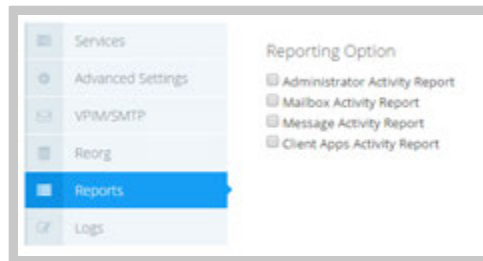 Services
Advanced Settings
VPIM/SMTP
Reorg
Reports
Logs
Reporting Option
Administrator Activity Report
Mailbox Activity Report
Message Activity Report
Client Apps Activity Report